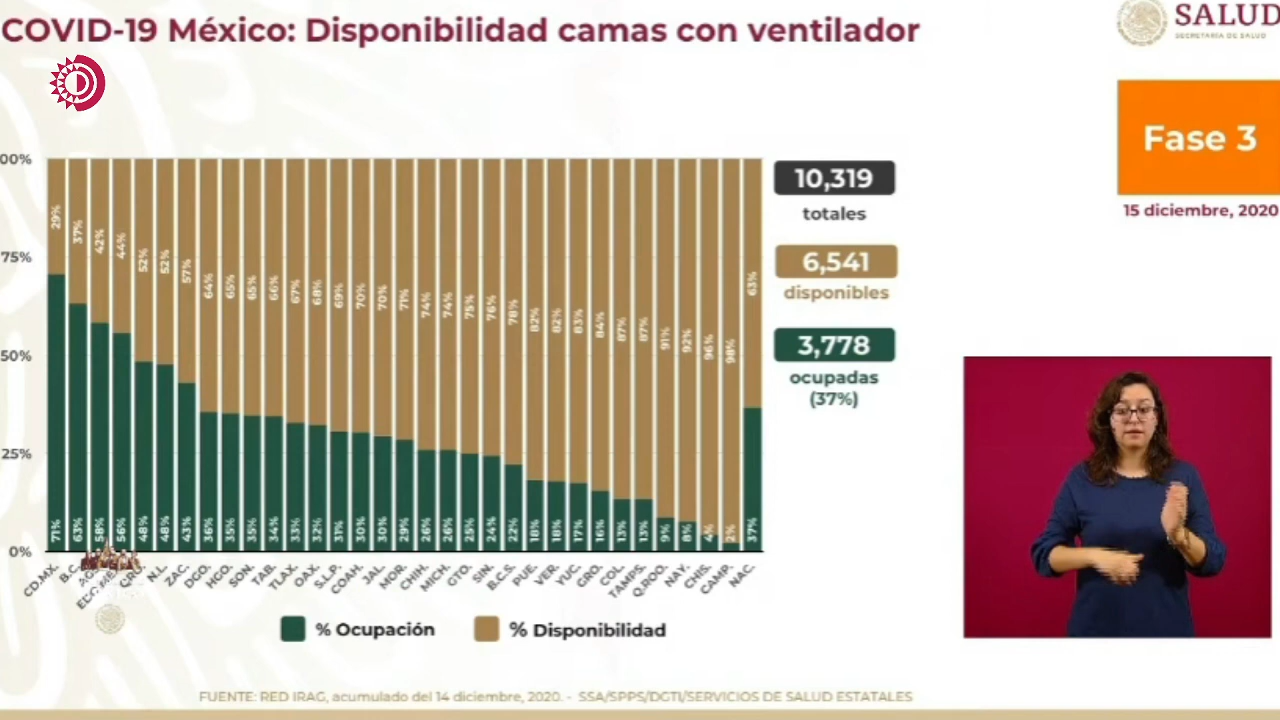 COVID-19 México: Disponibilidad camas con ventilador
SALUD
SECRETARÍA DE SALUD
Fase 3
15 diciembre, 2020
00%
75%
50%
25%
0%
29% 37% 42% 44% 52% 52% 57% 64% 65% 65% 66% 67% 68% 69% 70% 70% 71% 74% 74% 75% 76% 78% 82% 82% 83% 84% 87% 87% 91% 92% 96% 98% 63%
71% 63% 58% 56% 48% 48% 43% 36% 35% 35% 34% 33% 32% 31% 30% 30% 29% 26% 26% 25% 24% 22% 18% 18% 17% 16% 13% 13% 9% 8% 4% 2% 37%
CD.MX. B.C. N.L. ZAC. DGO. HGO. SON. TAB. TLAX. OAX. S.L.P. COAH. JAL. MOR. CHIH. MICH. GTO. SIN. B.C.S. PUE. VER. YUC. GRO. COL. TAMPS. Q.ROO. NAY. CHIS. CAMP. NAC.
10,319
totales
6,541
disponibles
3,778
ocupadas
(37%)
% Ocupación
% Disponibilidad
FUENTE: RED IRAG, acumulado del 14 diciembre, 2020. - SSA/SPPS/DGTI/SERVICIOS DE SALUD ESTATALES